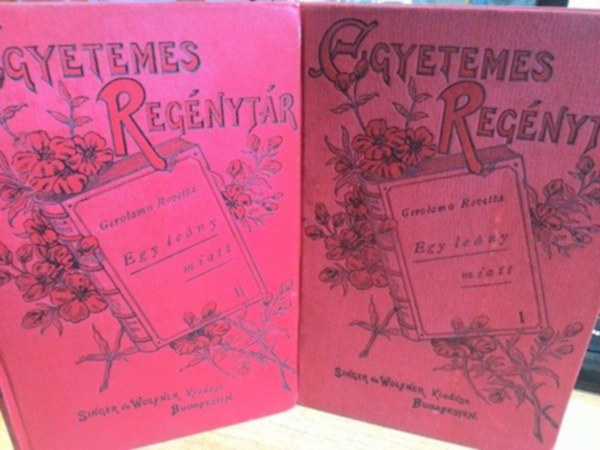 EGYETEMES
REGÉNYTÁR
Gerolamo Rovetta
Egy leány
miatt
II.
SINGER és WOLFNER Kiadása
BUDAPESTEN.
EGYETEMES
REGÉNYT
Gerolamo Rovetta
Egy leány
miatt
I
SINGER és WOLFNER Kiadása
BUDAPESTEN.